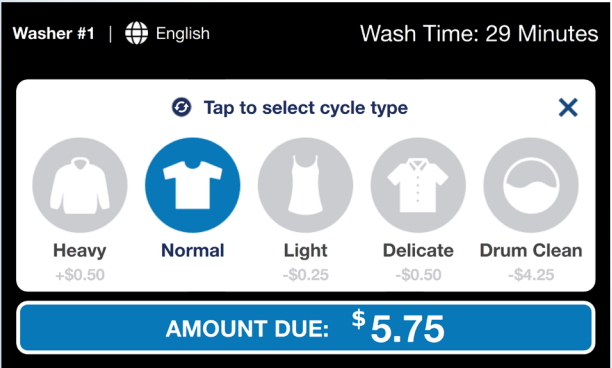 Washer #1 | English
Wash Time: 29 Minutes
Tap to select cycle type
Heavy
+$0.50
Normal
Light
-$0.25
Delicate
-$0.50
Drum Clean
-$4.25
AMOUNT DUE: $5.75